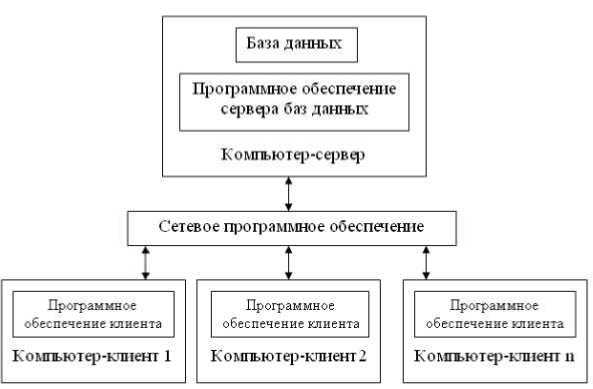 База данных
Программное обеспечение
сервера баз данных
Компьютер-сервер
Сетевое программное обеспечение
Программное
обеспечение клиента
Компьютер-клиент 1
Программное
обеспечение клиента
Компьютер-клиент 2
Программное
обеспечение клиента
Компьютер-клиент n